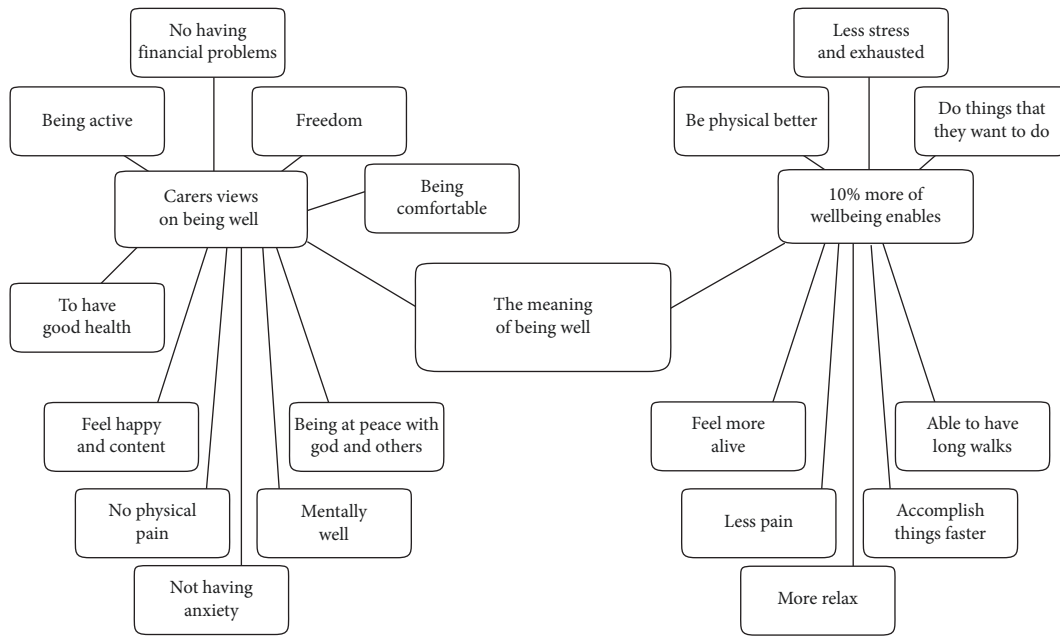 No having
financial problems
Being active
Freedom
Carers views
on being well
Being
comfortable
To have
good health
Feel happy
and content
Being at peace with
god and others
No physical
pain
Mentally
well
Not having
anxiety
The meaning
of being well
Less stress
and exhausted
Be physical better
Do things that
they want to do
10% more of
wellbeing enables
Feel more
alive
Able to have
long walks
Less pain
Accomplish
things faster
More relax